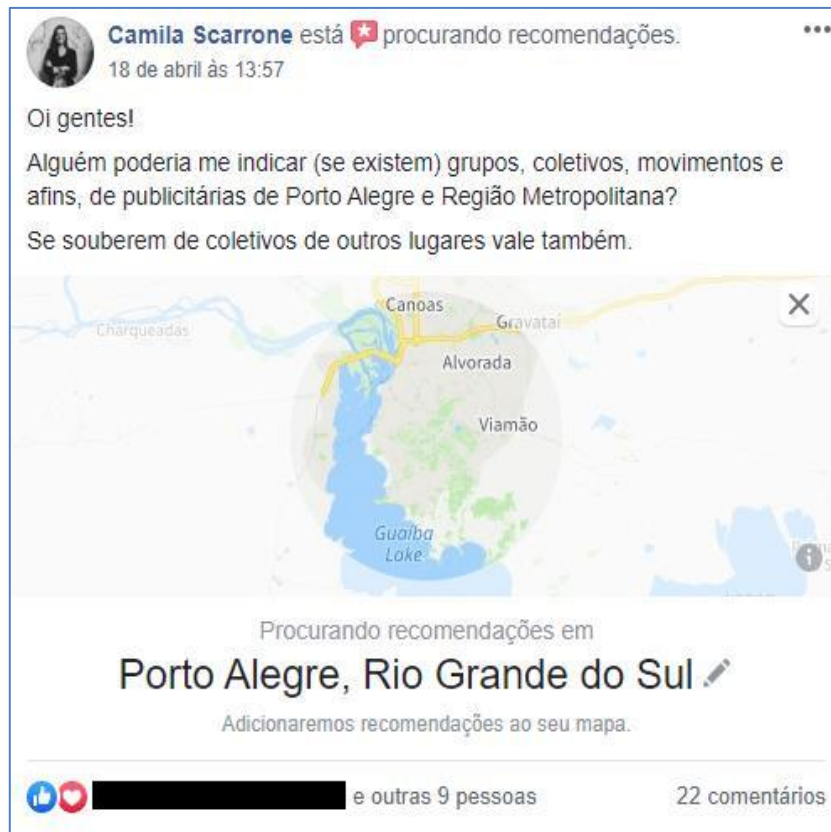 Camila Scarrone está procurando recomendações.
18 de abril às 13:57
Oi gentes!
Alguém poderia me indicar (se existem) grupos, coletivos, movimentos e
afins, de publicitárias de Porto Alegre e Região Metropolitana?
Se souberem de coletivos de outros lugares vale também.
Canoas
Charqueadas
Gravataí
Alvorada
Viamão
Guaíba
Lake
Procurando recomendações em
Porto Alegre, Rio Grande do Sul
Adicionaremos recomendações ao seu mapa.
e outras 9 pessoas 22 comentários